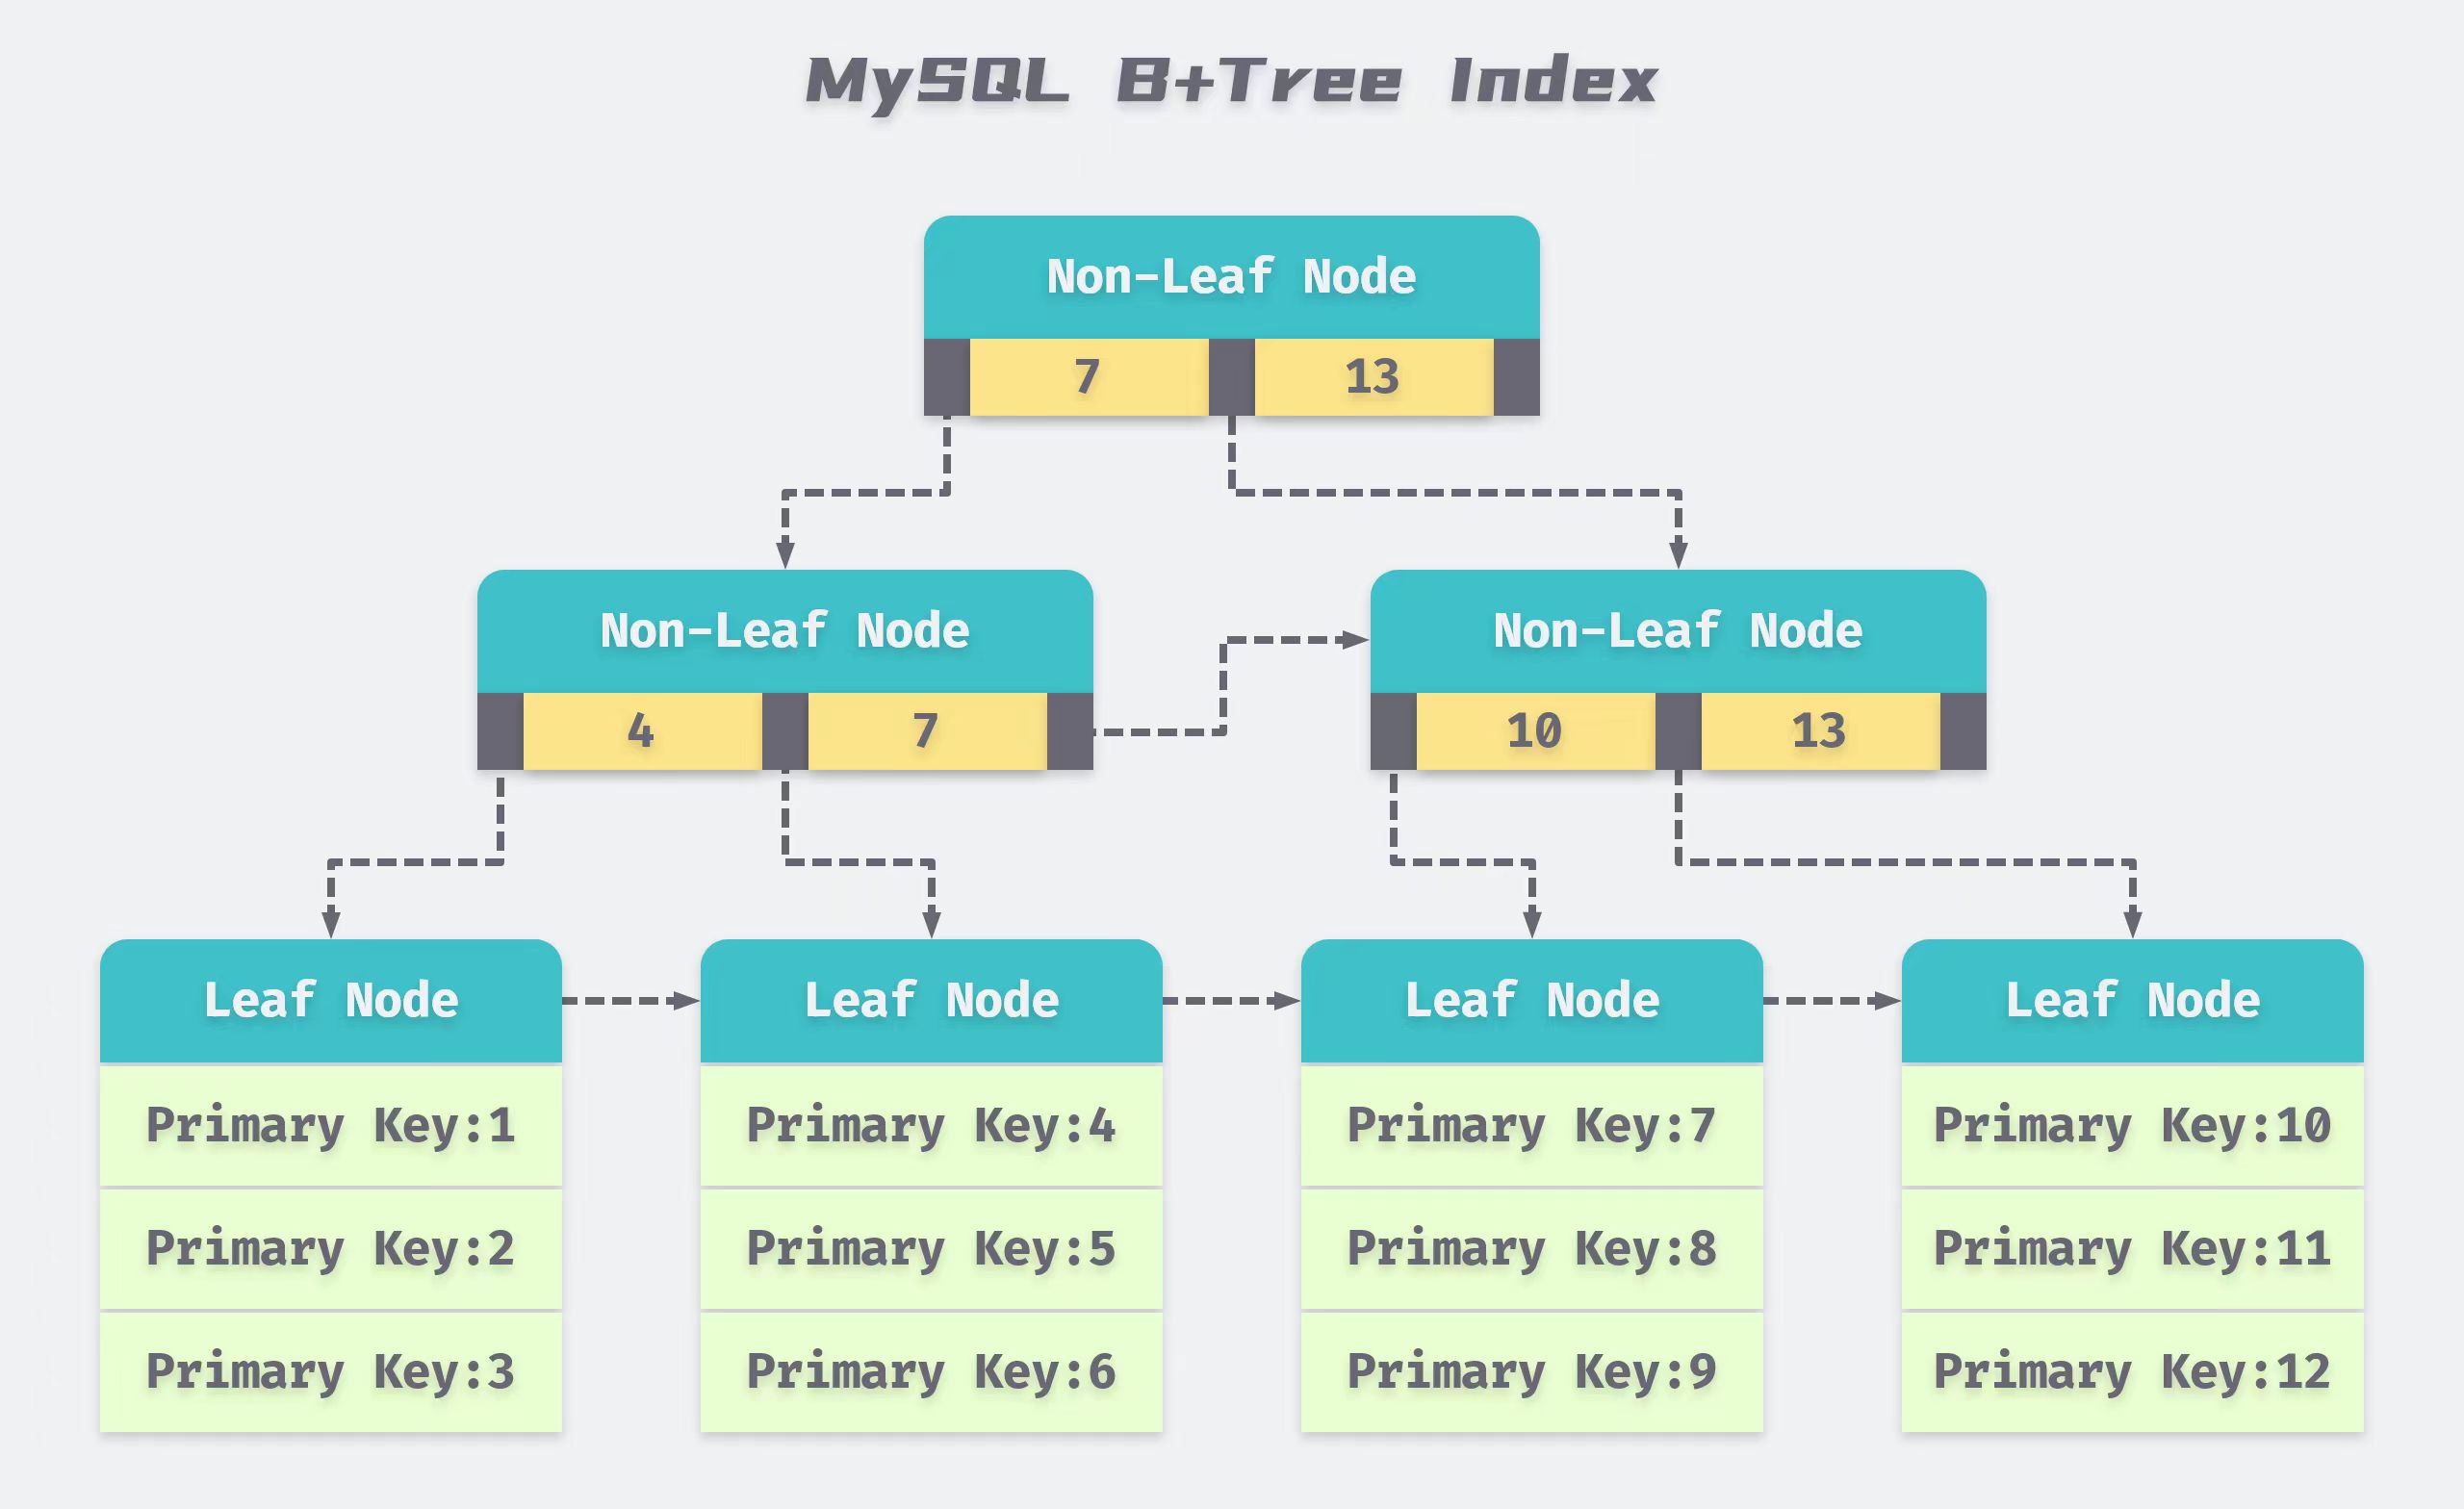 MySQL B+Tree Index
Non-Leaf Node
7 13
Non-Leaf Node Non-Leaf Node
4 7 10 13
Leaf Node Leaf Node Leaf Node Leaf Node
Primary Key:1 Primary Key:4 Primary Key:7 Primary Key:10
Primary Key:2 Primary Key:5 Primary Key:8 Primary Key:11
Primary Key:3 Primary Key:6 Primary Key:9 Primary Key:12